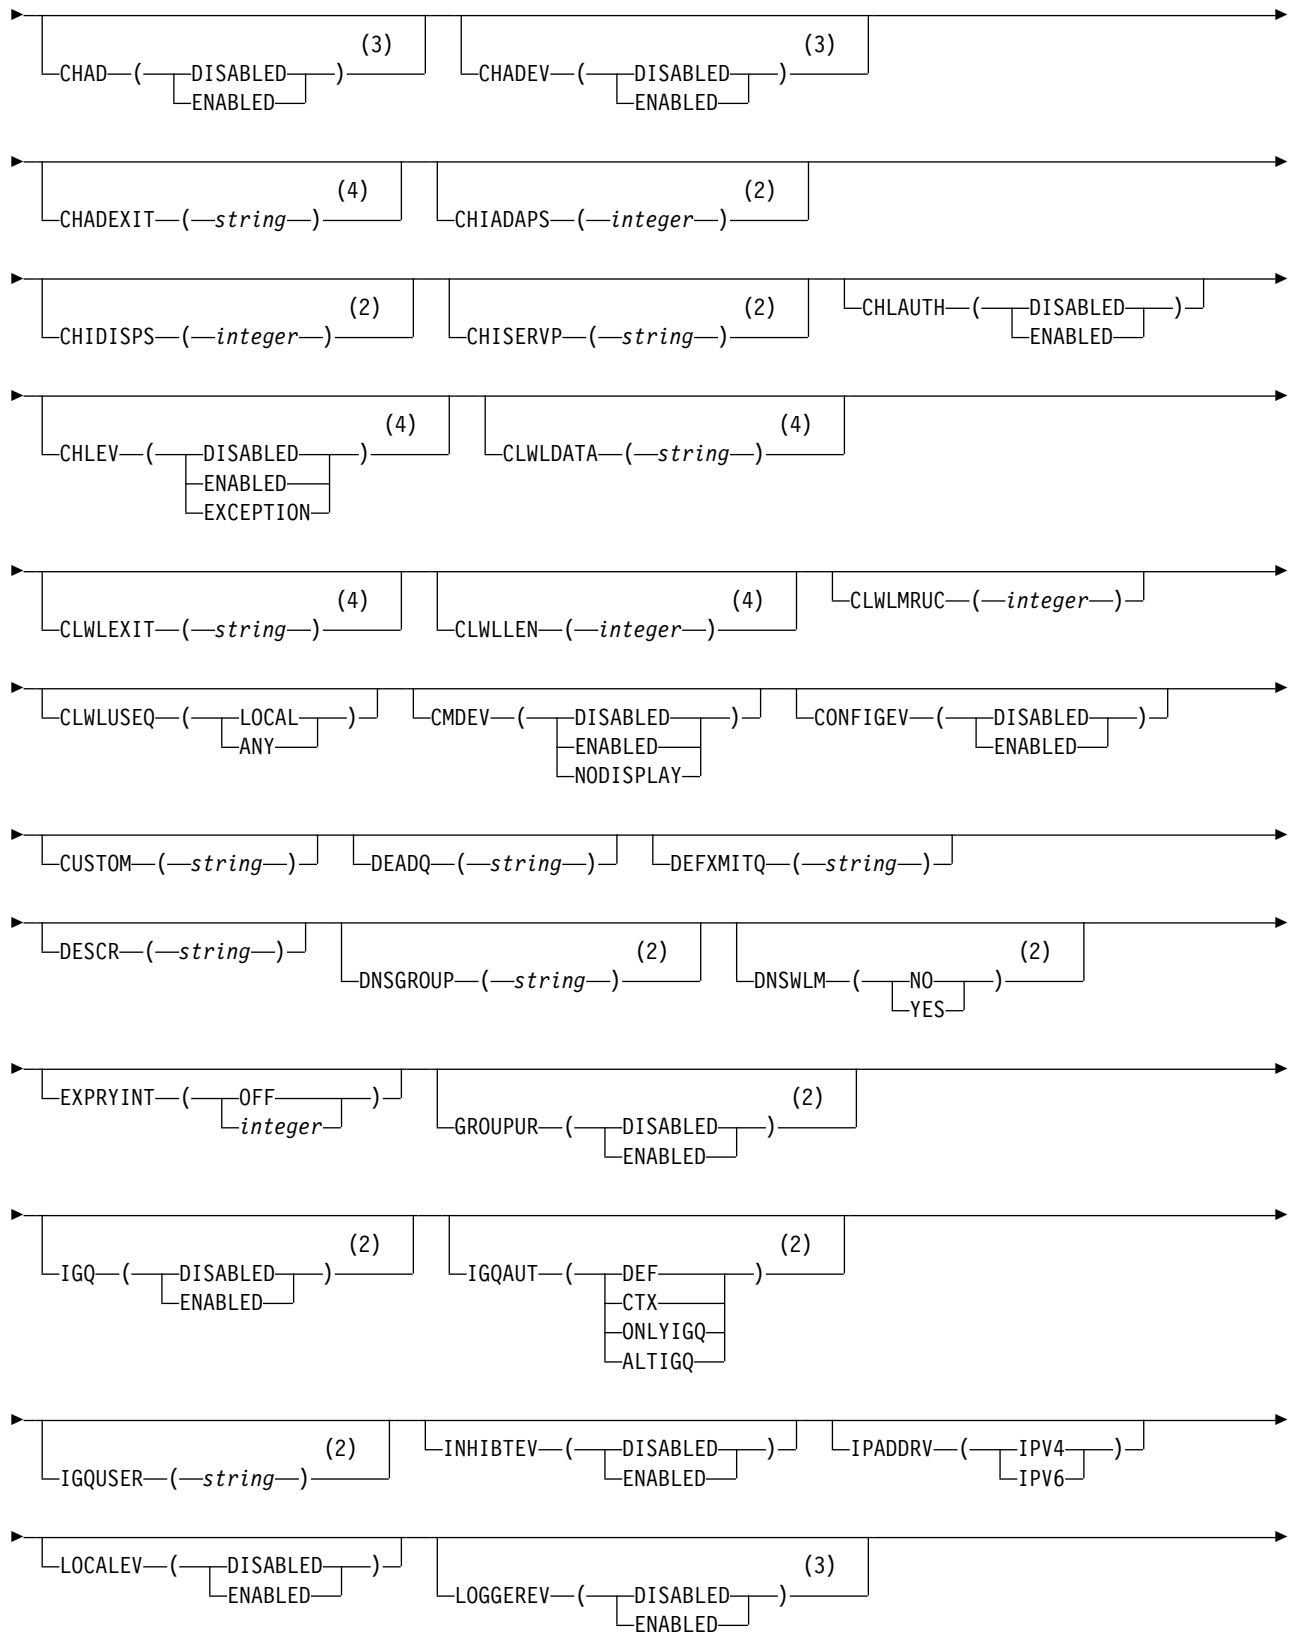 (3) (3)
CHAD ( DISABLED ) CHADEV ( DISABLED )
ENABLED ENABLED
(4) (2)
CHADEXIT ( string ) CHIADAPS ( integer )
(2) (2) CHLAUTH ( DISABLED )
CHIDISPS ( integer ) CHISERVP ( string ) ENABLED
(4) (4)
CHLEV ( DISABLED ) CLWLDATA ( string )
ENABLED
EXCEPTION
(4) (4) CLWLMRUC ( integer )
CLWLEXIT ( string ) CLWLLEN ( integer )
CLWLUSEQ ( LOCAL ) CMDEV ( DISABLED ) CONFIGEV ( DISABLED )
ANY ENABLED ENABLED
NODISPLAY
CUSTOM ( string ) DEADQ ( string ) DEFXMITQ ( string )
DESCR ( string ) (2) (2)
DNSGROUP ( string ) DNSWLM ( NO )
YES
EXPRYINT ( OFF ) (2)
integer GROUPUR ( DISABLED )
ENABLED
(2) (2)
IGQ ( DISABLED ) IGQAUT ( DEF )
ENABLED CTX
ONLYIGQ
ALTIGQ
(2) INHIBTEV ( DISABLED ) IPADDRV ( IPV4 )
IGQUSER ( string ) ENABLED IPV6
LOCALEV ( DISABLED ) (3)
ENABLED LOGGEREV ( DISABLED )
ENABLED